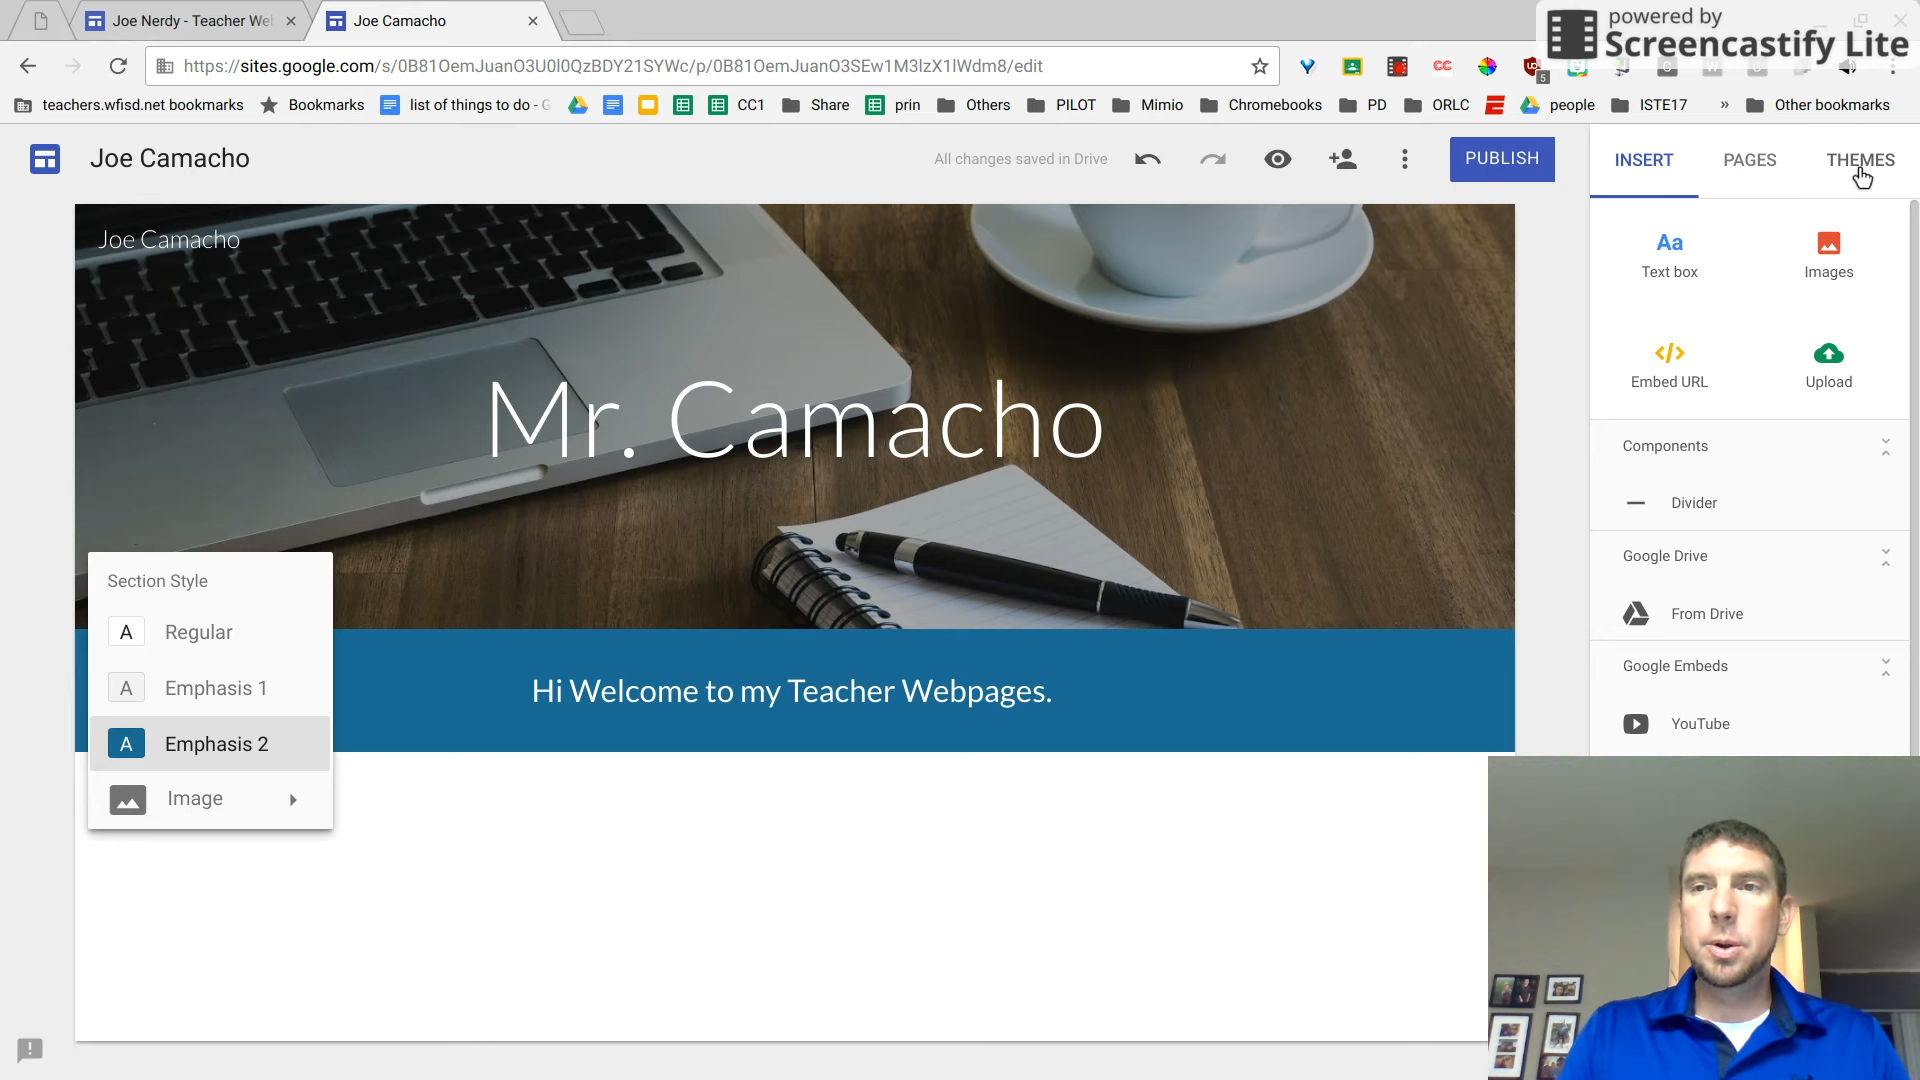 Joe Nerdy - Teacher We
Joe Camacho
powered by
Screencastify Lite
https://sites.google.com/s/0B81OemJuanO3U0l0QzBDY21SYWc/p/0B81OemJuanO3SEw1M3lzX1lWdm8/edit
CC
5
teachers.wfisd.net bookmarks
Bookmarks
list of things to do - G
CC1
Share
prin
Others
PILOT
Mimio
Chromebooks
PD
ORLC
people
ISTE17
»
Other bookmarks
Joe Camacho
All changes saved in Drive
PUBLISH
INSERT
PAGES
THEMES
Joe Camacho
Mr. Camacho
Hi Welcome to my Teacher Webpages.
Section Style
A Regular
A Emphasis 1
A Emphasis 2
Image
Aa
Text box
Images
Embed URL
Upload
Components
Divider
Google Drive
From Drive
Google Embeds
YouTube